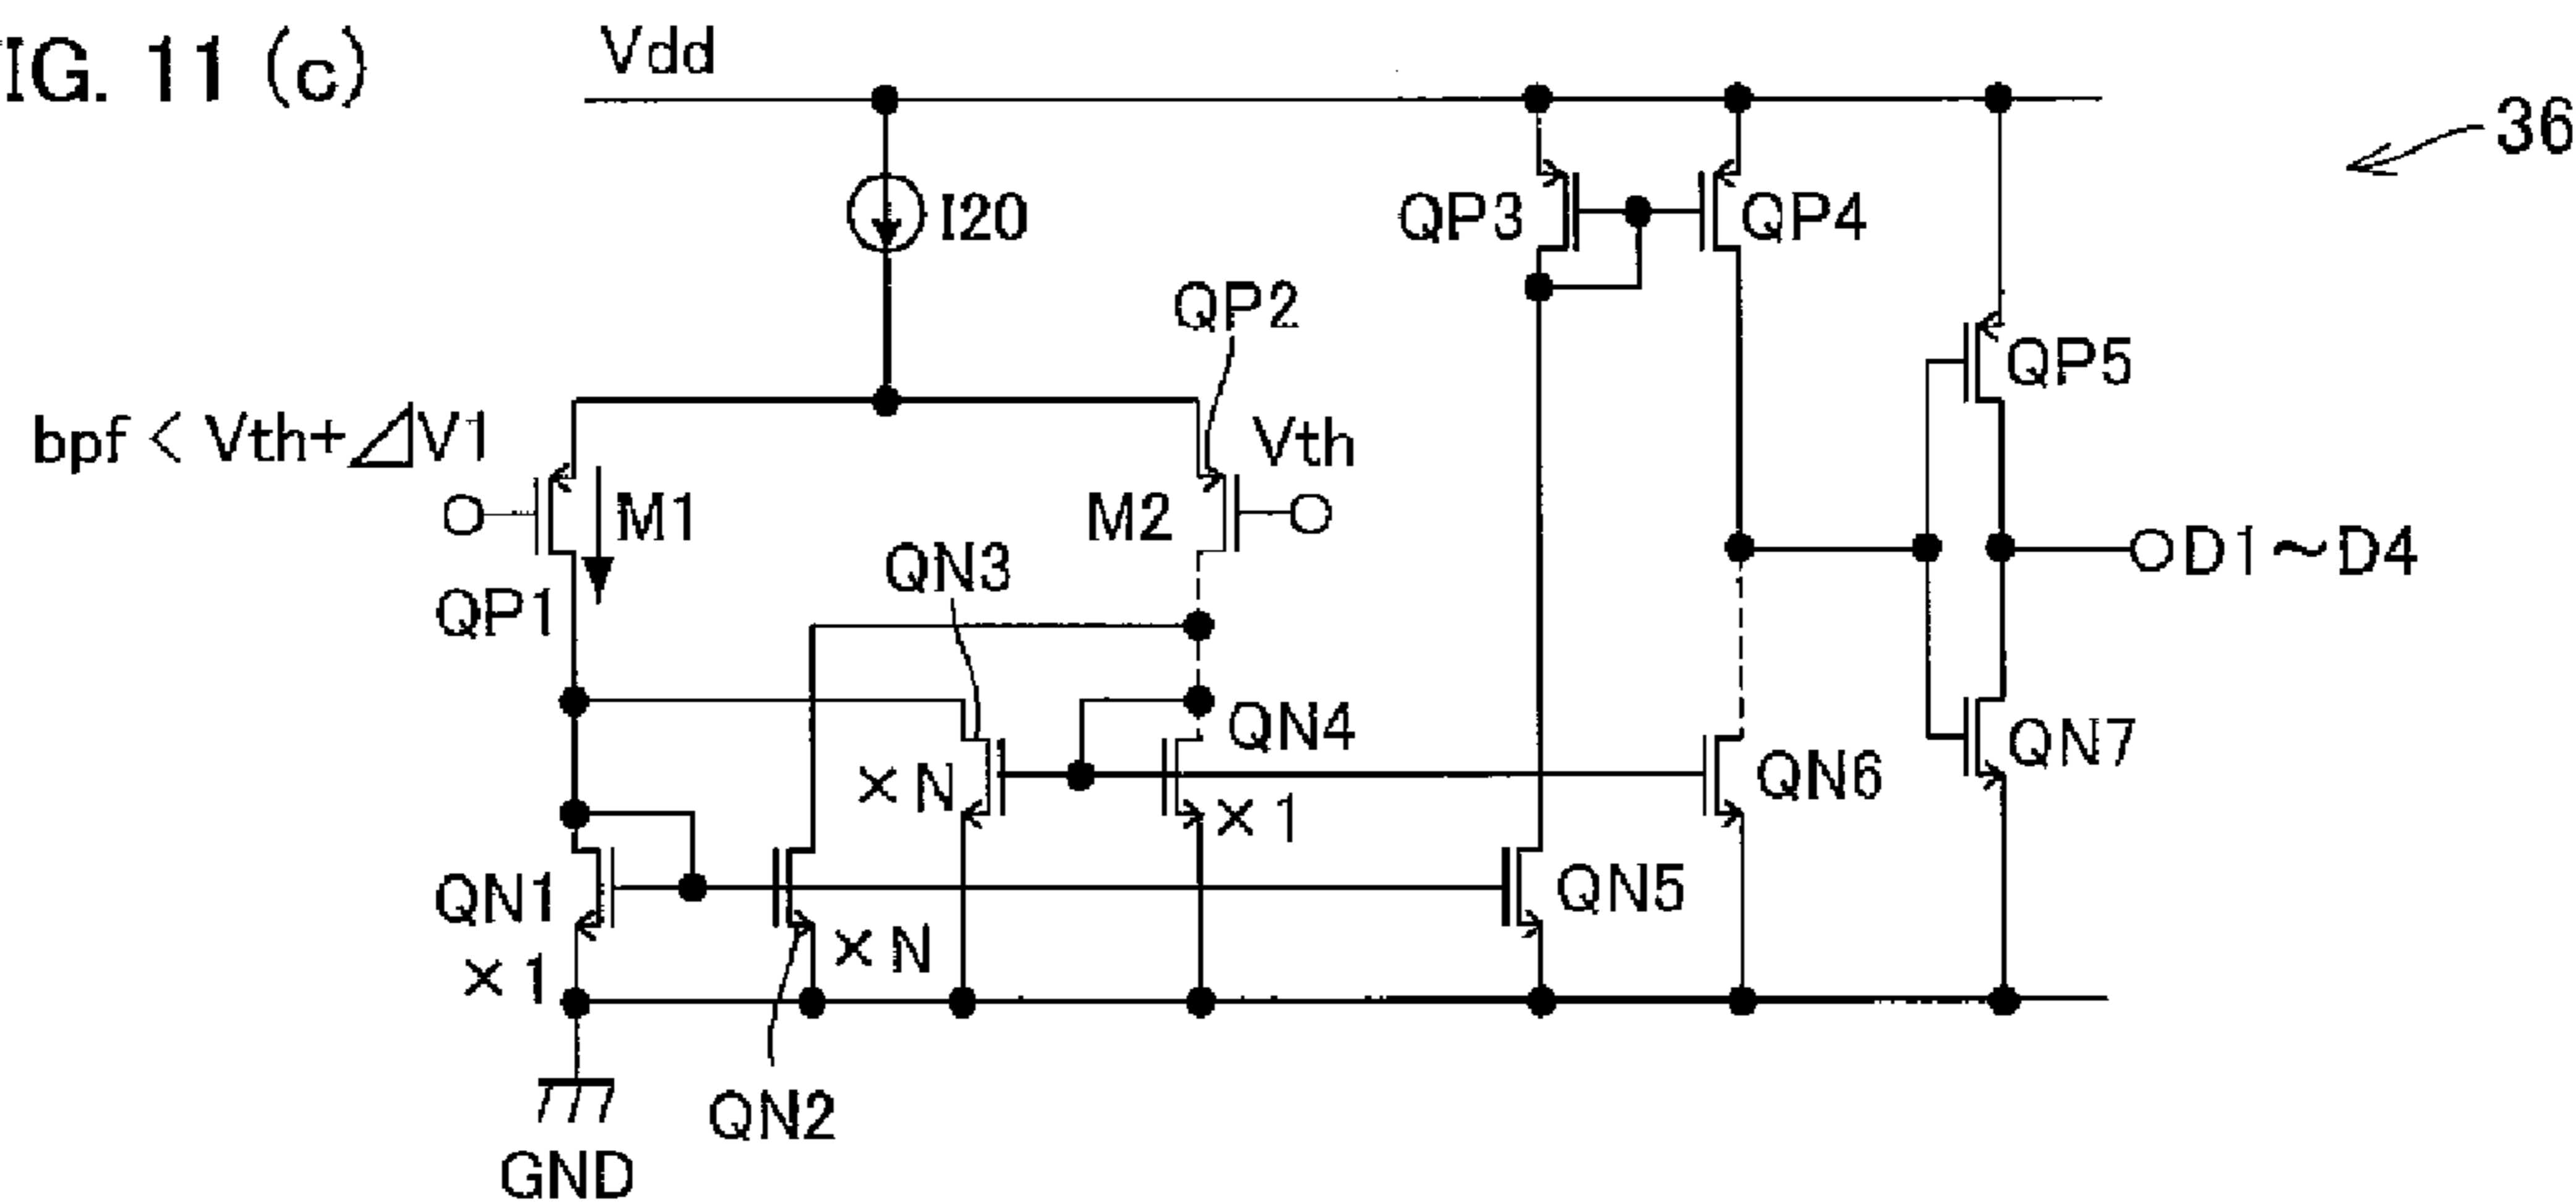 IG. 11 (c)
Vdd
36
I20
QP3
QP4
QP2
QP5
bpf < Vth+⊿V1
Vth
M1
M2
QN3
D1～D4
QP1
QN4
×N
×1
QN6
QN7
QN1
×1
×N
QN5
QN2
GND